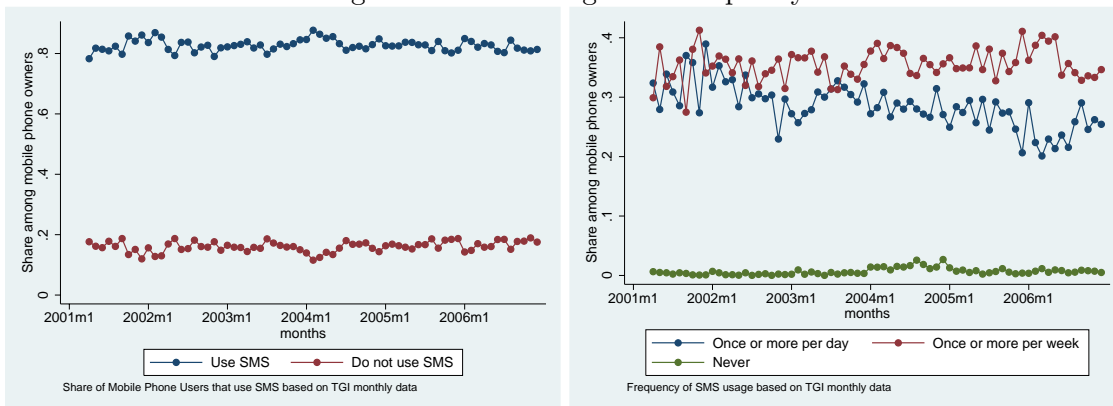 Share among mobile phone owners
.8
.6
.4
.2
0
2001m1 2002m1 2003m1 2004m1 2005m1 2006m1
months
Use SMS Do not use SMS
Share of Mobile Phone Users that use SMS based on TGI monthly data
Share among mobile phone owners
.4
.3
.2
.1
0
2001m1 2002m1 2003m1 2004m1 2005m1 2006m1
months
Once or more per day Once or more per week
Never
Frequency of SMS usage based on TGI monthly data